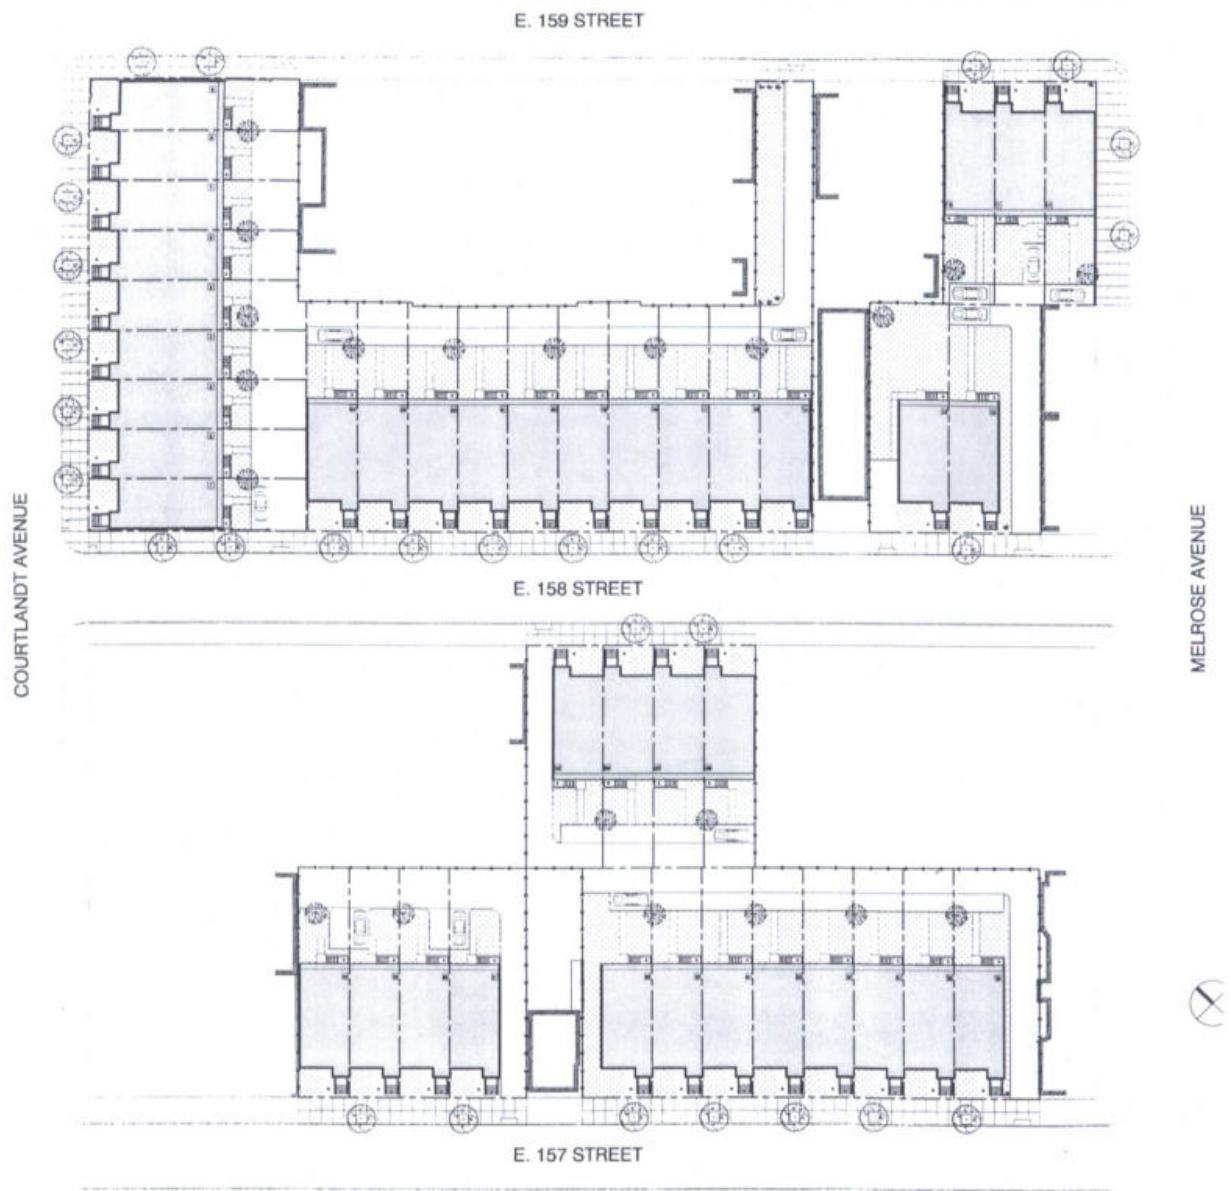 E. 159 STREET
COURTLANDT AVENUE
E. 158 STREET
MELROSE AVENUE
E. 157 STREET